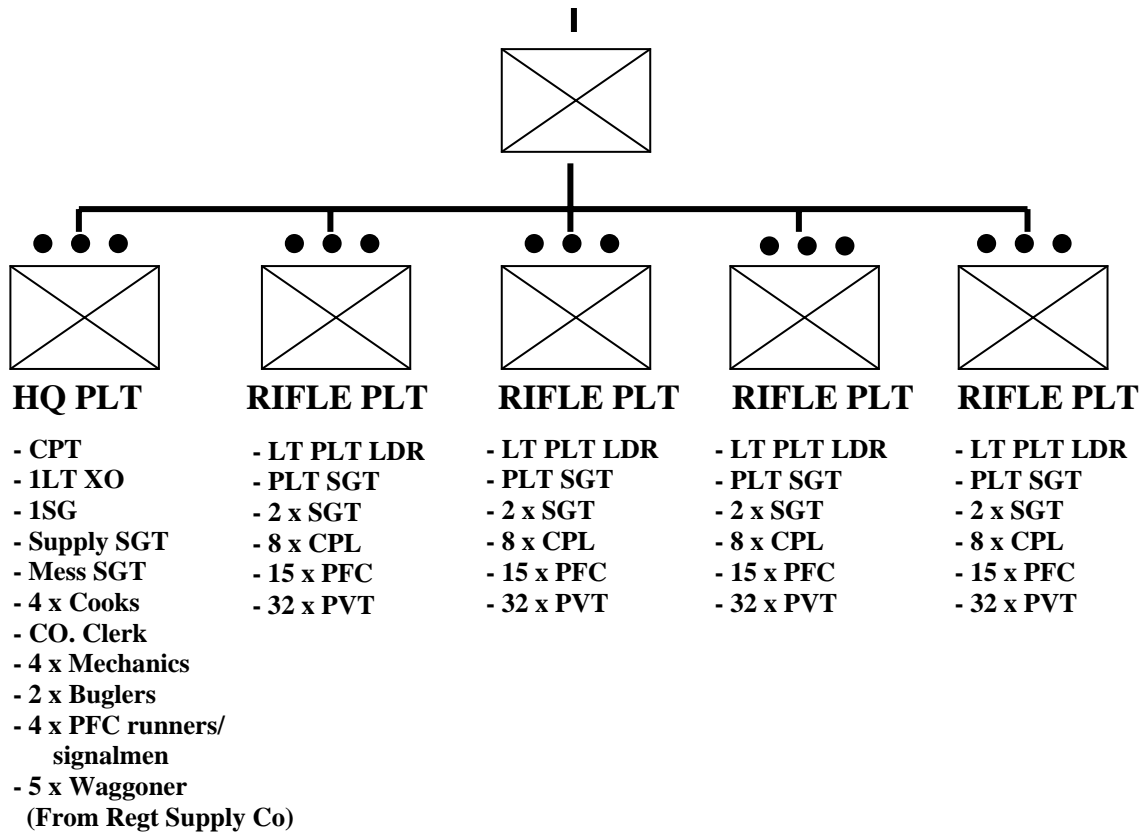 HQ PLT
- CPT
- 1LT XO
- 1SG
- Supply SGT
- Mess SGT
- 4 x Cooks
- CO. Clerk
- 4 x Mechanics
- 2 x Buglers
- 4 x PFC runners/
signalmen
- 5 x Waggoner
(From Regt Supply Co)
RIFLE PLT
- LT PLT LDR
- PLT SGT
- 2 x SGT
- 8 x CPL
- 15 x PFC
- 32 x PVT
RIFLE PLT
- LT PLT LDR
- PLT SGT
- 2 x SGT
- 8 x CPL
- 15 x PFC
- 32 x PVT
RIFLE PLT
- LT PLT LDR
- PLT SGT
- 2 x SGT
- 8 x CPL
- 15 x PFC
- 32 x PVT
RIFLE PLT
- LT PLT LDR
- PLT SGT
- 2 x SGT
- 8 x CPL
- 15 x PFC
- 32 x PVT